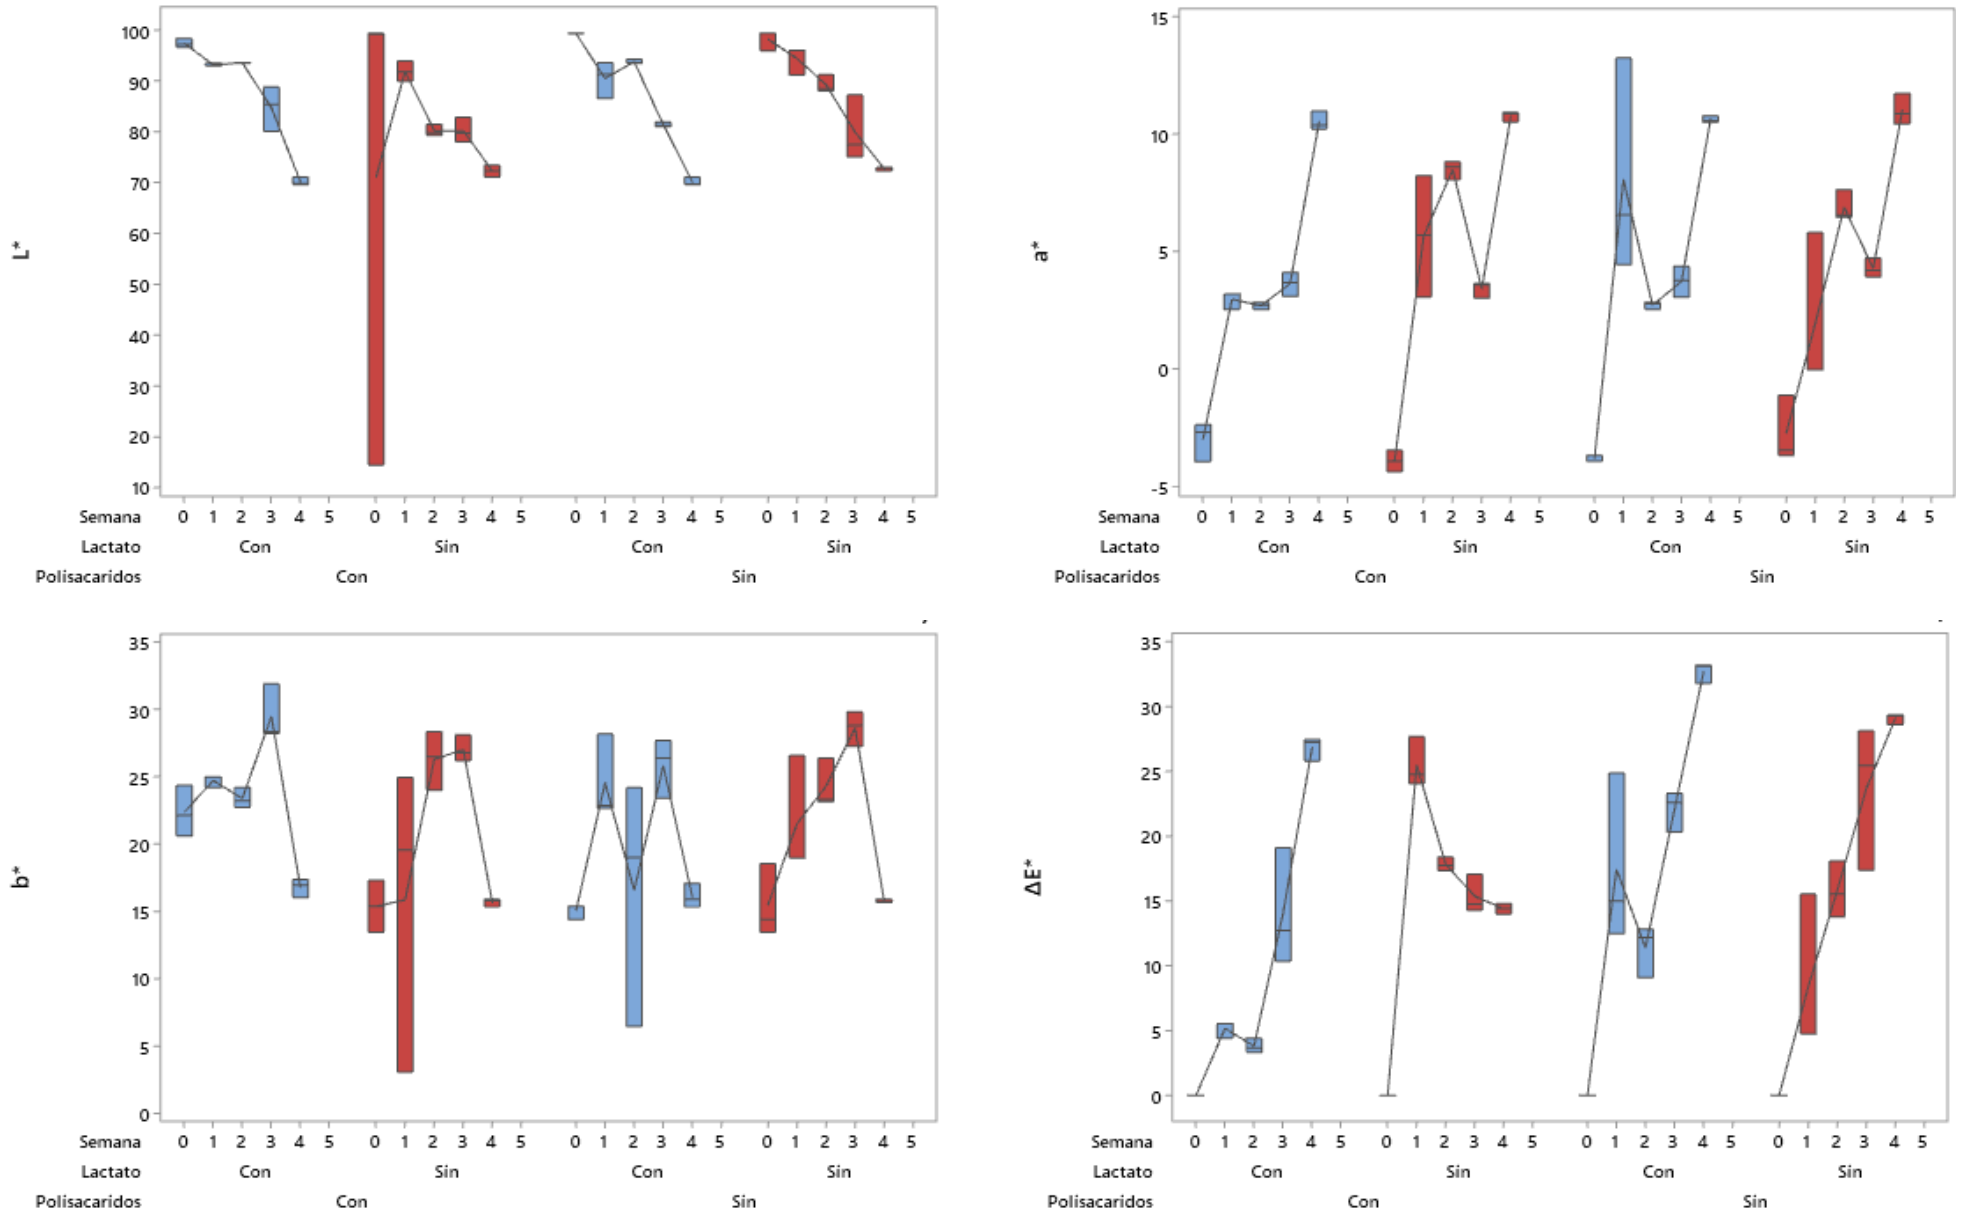 100
90
80
70
60
50
40
30
20
10
L*
Semana 0 1 2 3 4 5 0 1 2 3 4 5 0 1 2 3 4 5 0 1 2 3 4 5
Lactato Con Sin Con Sin
Polisacaridos Con Sin
15
10
5
0
-5
a*
Semana 0 1 2 3 4 5 0 1 2 3 4 5 0 1 2 3 4 5 0 1 2 3 4 5
Lactato Con Sin Con Sin
Polisacaridos Con Sin
35
30
25
20
15
10
5
0
b*
Semana 0 1 2 3 4 5 0 1 2 3 4 5 0 1 2 3 4 5 0 1 2 3 4 5
Lactato Con Sin Con Sin
Polisacaridos Con Sin
35
30
25
20
15
10
5
0
ΔE*
Semana 0 1 2 3 4 5 0 1 2 3 4 5 0 1 2 3 4 5 0 1 2 3 4 5
Lactato Con Sin Con Sin
Polisacaridos Con Sin